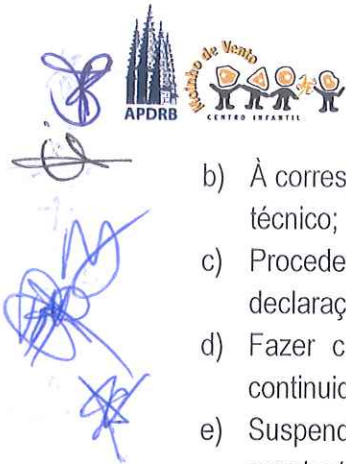 APDRB
Moinho de Vento
CENTRO INFANTIL
b) À corres
técnico;
c) Procede
declaraç
d) Fazer c
continuid
e) Suspend